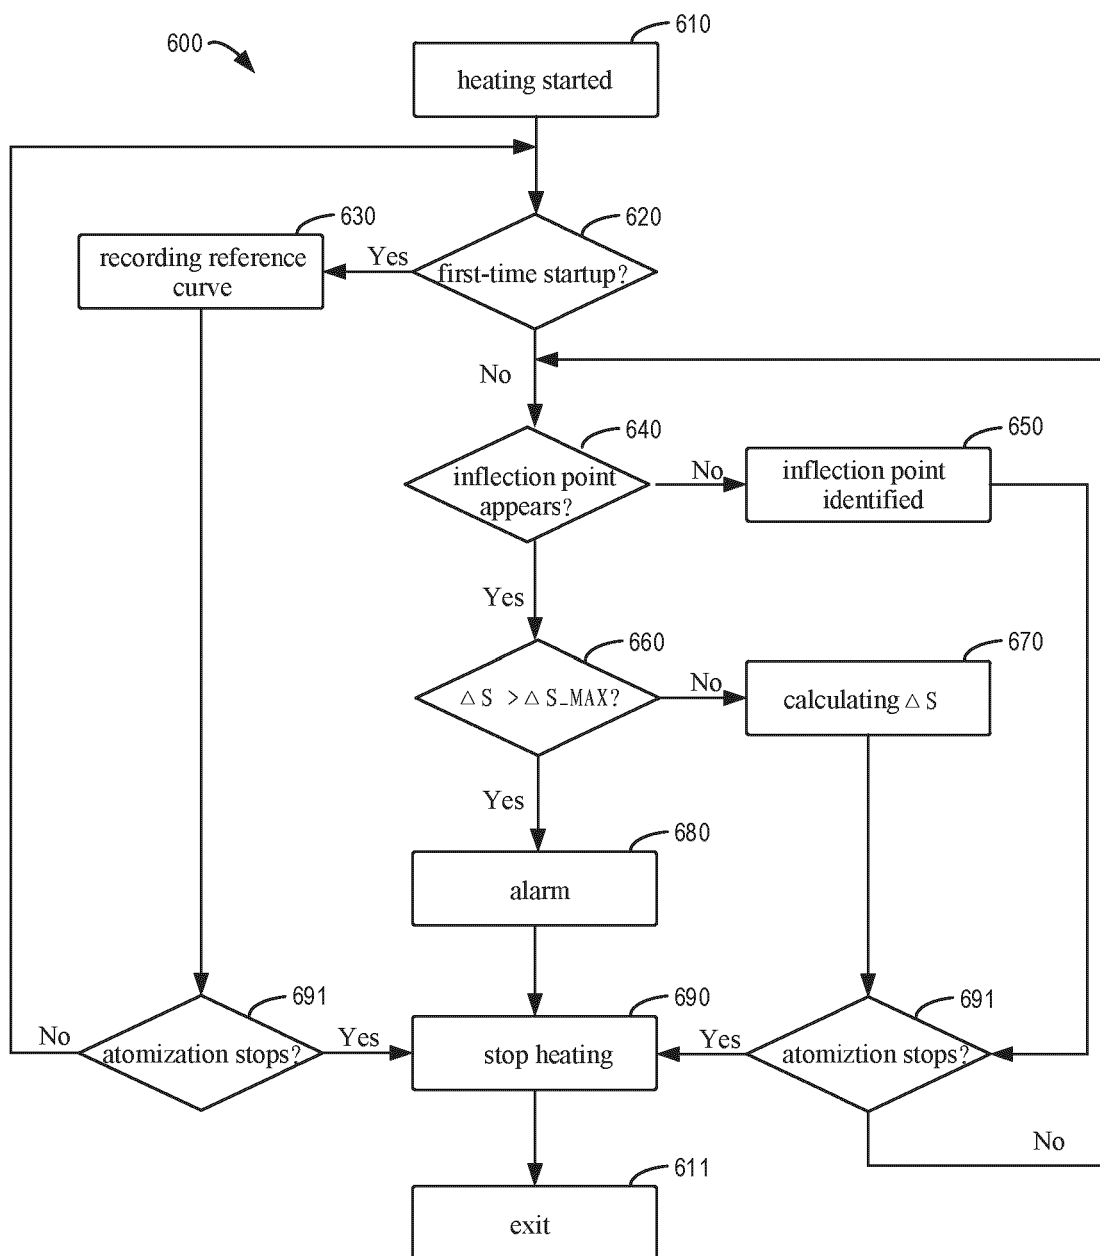 600
610
heating started
620
first-time startup?
Yes
630
recording reference
curve
No
640
inflection point
appears?
No
650
inflection point
identified
Yes
660
△S >△S_MAX?
No
670
calculating △S
Yes
680
alarm
691
atomization stops?
No
Yes
690
stop heating
Yes
691
atomiztion stops?
No
611
exit